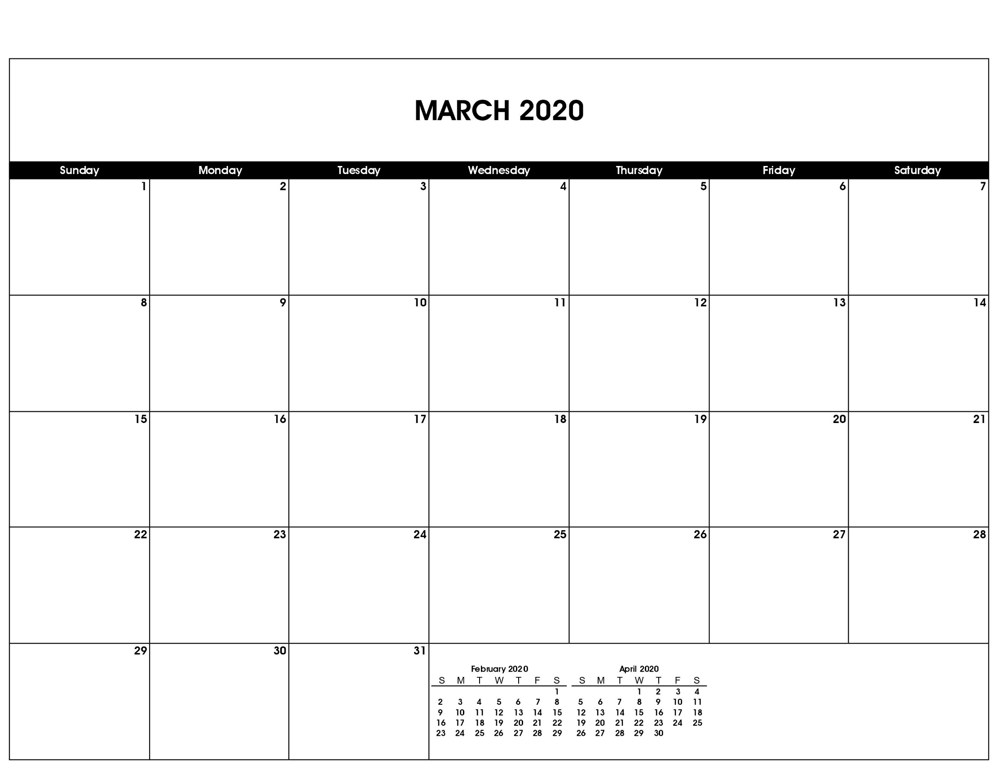 MARCH 2020
Sunday Monday Tuesday Wednesday Thursday Friday Saturday
1 2 3 4 5 6 7
8 9 10 11 12 13 14
15 16 17 18 19 20 21
22 23 24 25 26 27 28
29 30 31
February 2020
S M T W T F S
1
2 3 4 5 6 7 8
9 10 11 12 13 14 15
16 17 18 19 20 21 22
23 24 25 26 27 28 29
April 2020
S M T W T F S
1 2 3 4
5 6 7 8 9 10 11
12 13 14 15 16 17 18
19 20 21 22 23 24 25
26 27 28 29 30